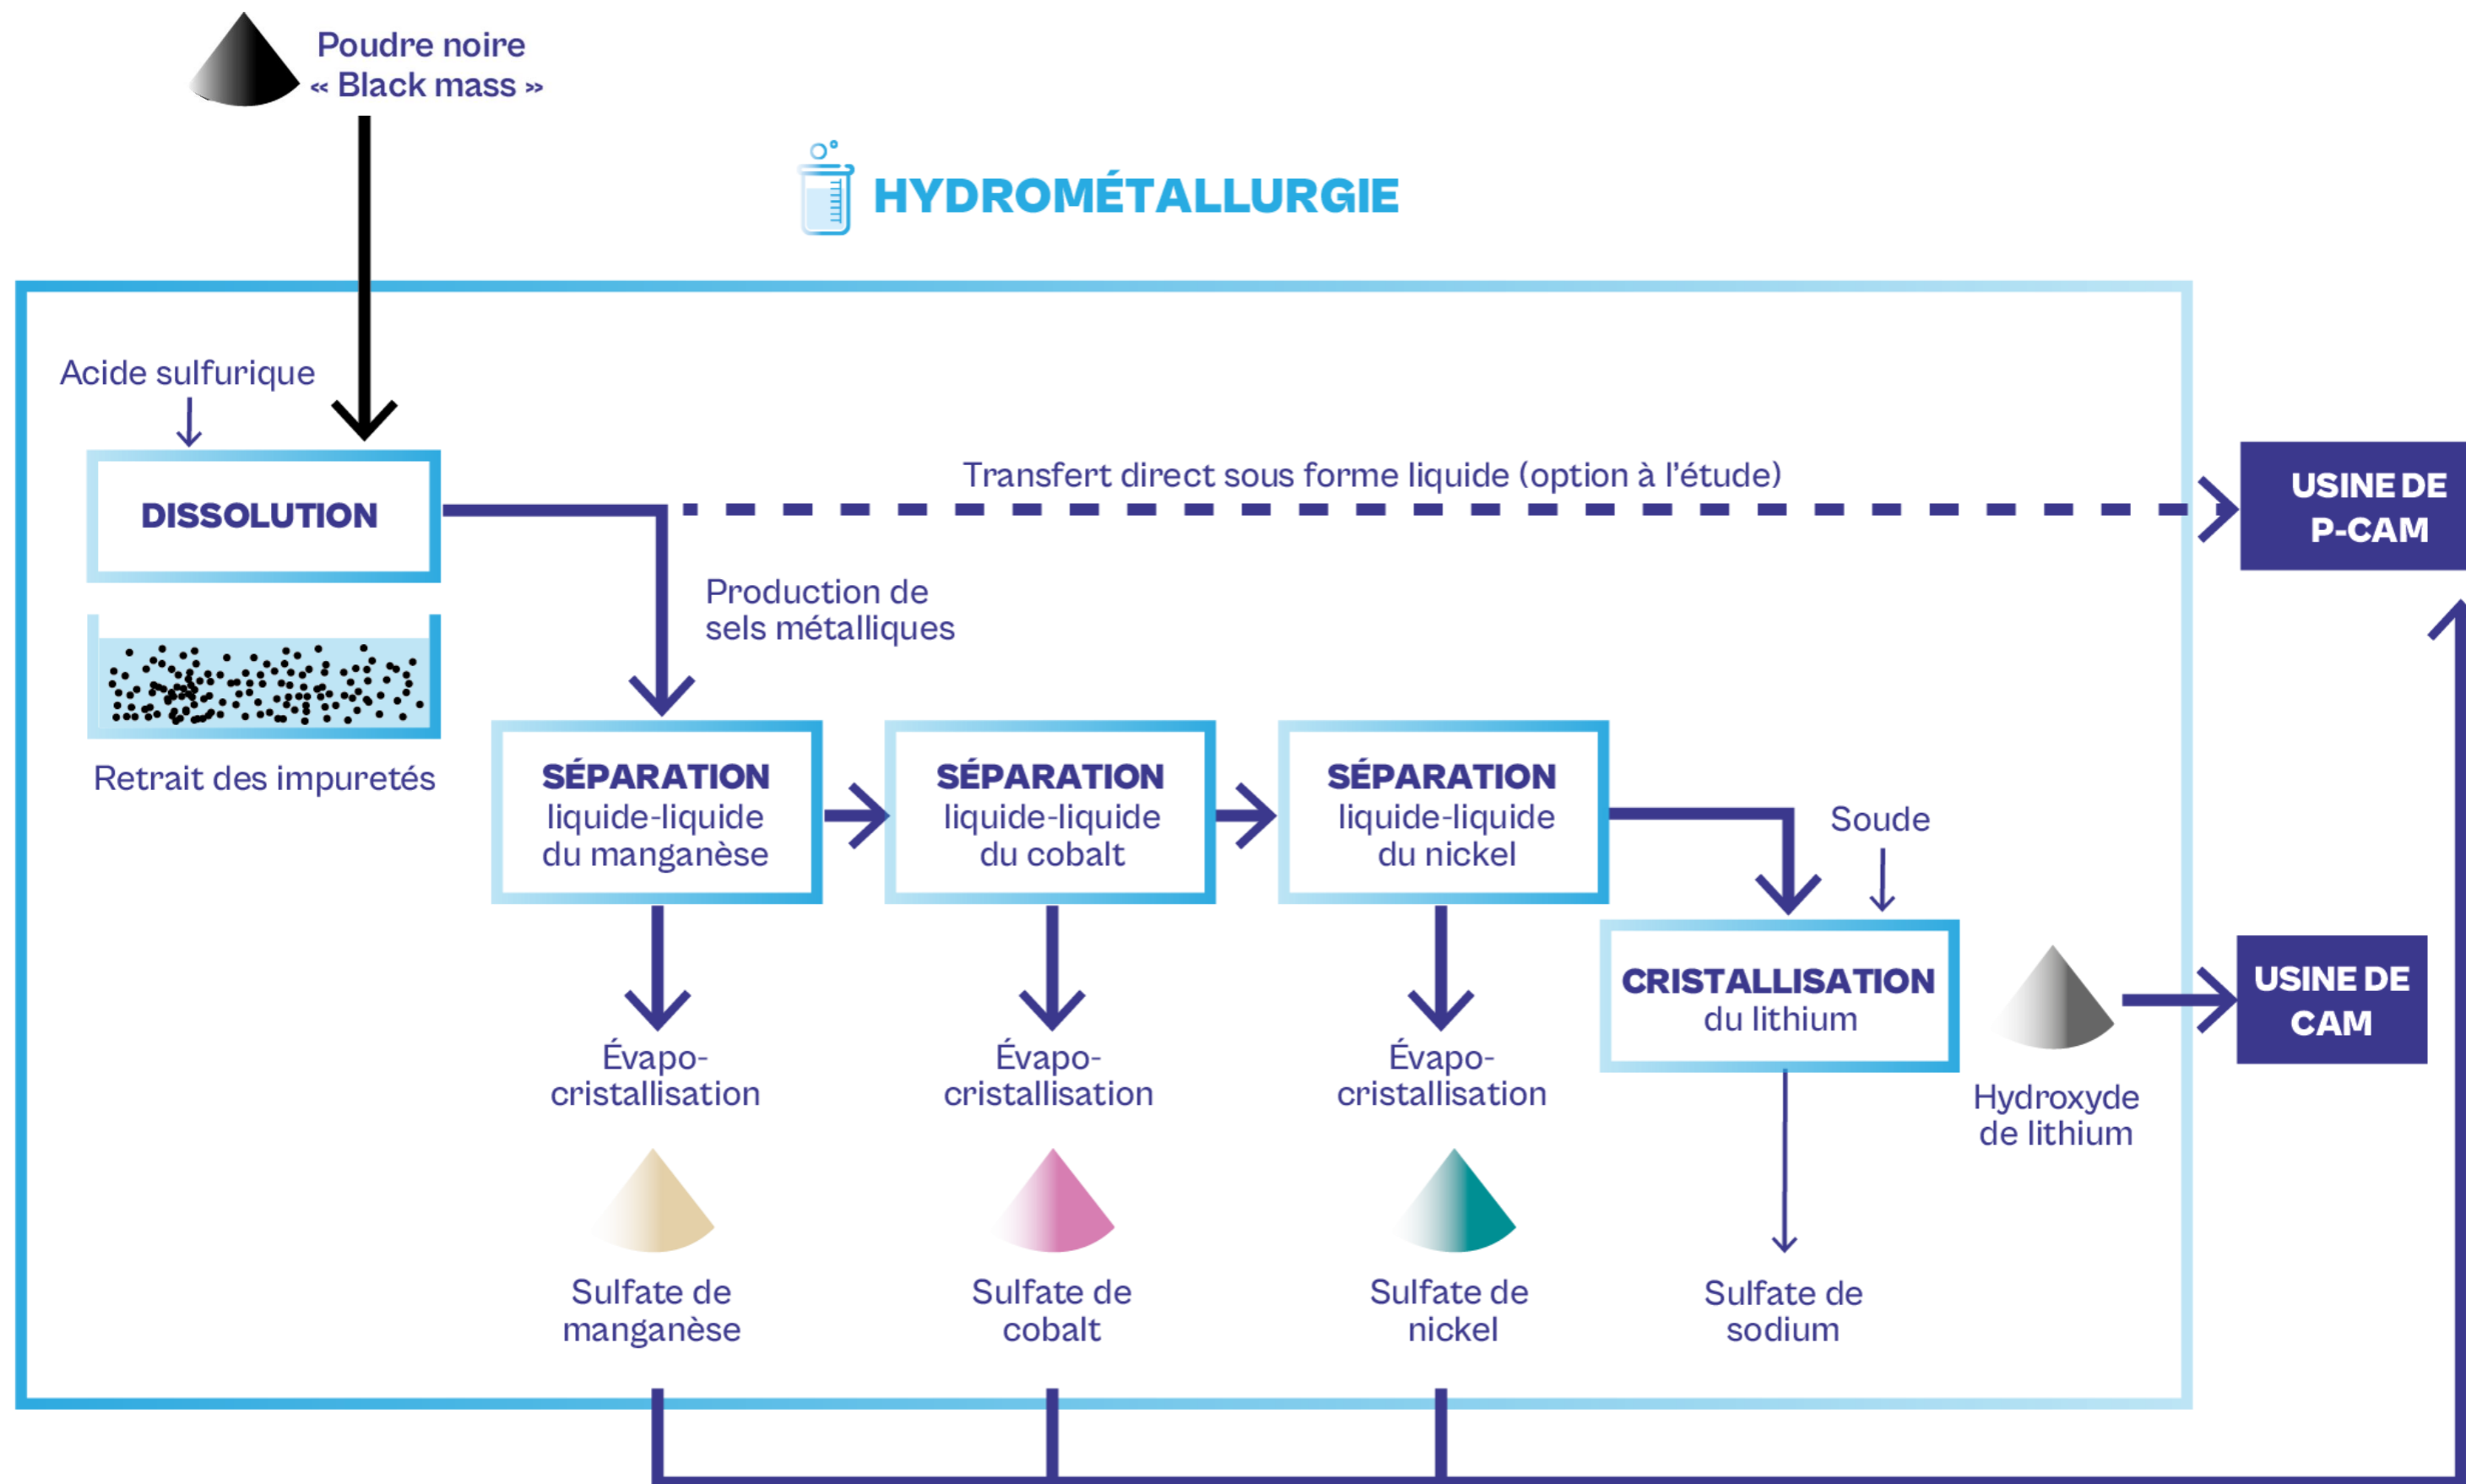 Poudre noire
« Black mass »
HYDROMÉTALLURGIE
Acide sulfurique
DISSOLUTION
Retrait des impuretés
Transfert direct sous forme liquide (option à l'étude)
USINE DE
P-CAM
Production de
sels métalliques
SÉPARATION
liquide-liquide
du manganèse
SÉPARATION
liquide-liquide
du cobalt
SÉPARATION
liquide-liquide
du nickel
Soude
CRISTALLISATION
du lithium
Hydroxyde
de lithium
USINE DE
CAM
Évapo-
cristallisation
Évapo-
cristallisation
Évapo-
cristallisation
Sulfate de
manganèse
Sulfate de
cobalt
Sulfate de
nickel
Sulfate de
sodium